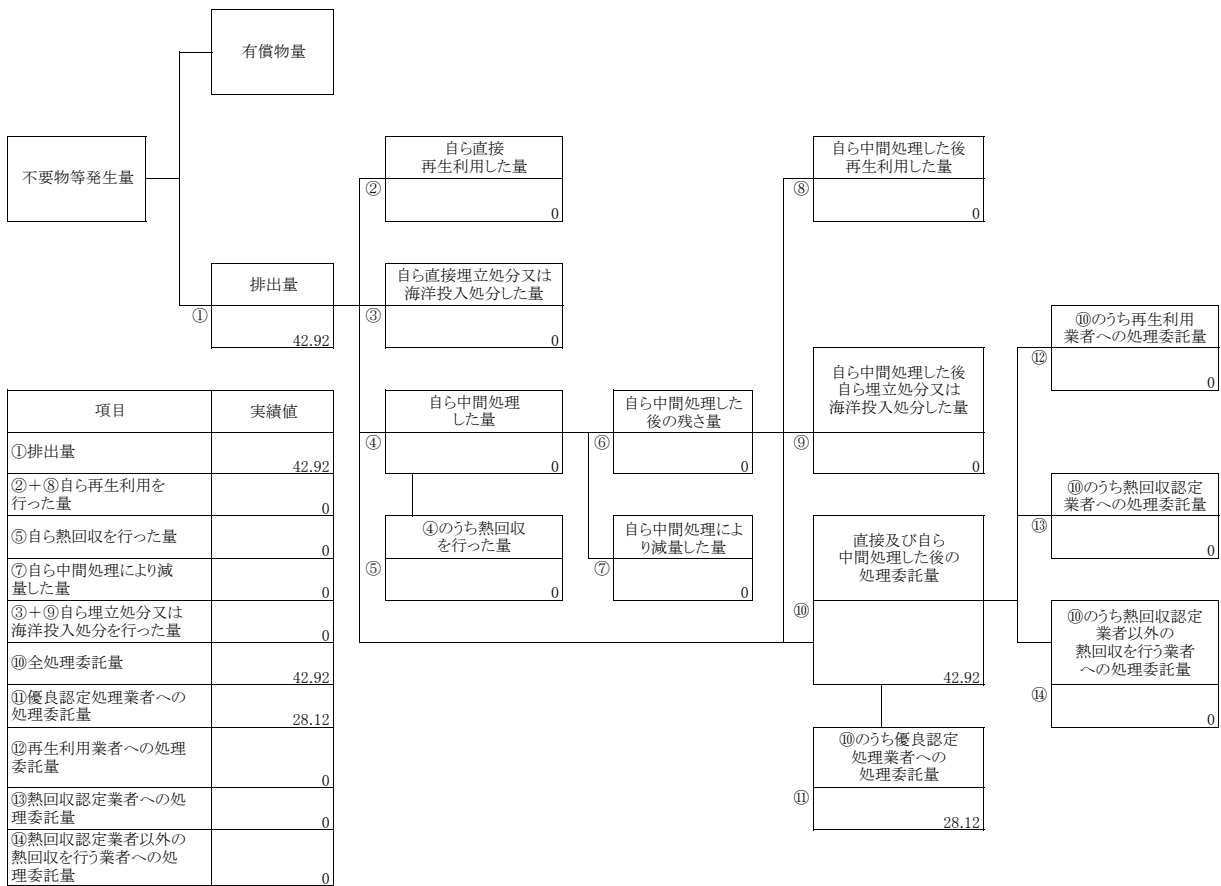 有償物量
不要物等発生量
自ら直接
再生利用した量
②
0
自ら中間処理した後
再生利用した量
⑧
0
排出量
①
42.92
自ら直接埋立処分又は
海洋投入処分した量
③
0
⑩のうち再生利用
業者への処理委託量
⑫
0
自ら中間処理
した量
④
0
自ら中間処理した
後の残さ量
⑥
0
自ら中間処理した後
自ら埋立処分又は
海洋投入処分した量
⑨
0
⑩のうち熱回収認定
業者への処理委託量
⑬
0
④のうち熱回収
を行った量
⑤
0
自ら中間処理によ
り減量した量
⑦
0
直接及び自ら
中間処理した後の
処理委託量
⑩
42.92
⑩のうち熱回収認定
業者以外の
熱回収を行う業者
への処理委託量
⑭
0
⑩のうち優良認定
処理業者への
処理委託量
⑪
28.12
項目
実績値
①排出量
42.92
②＋⑧自ら再生利用を
行った量
0
⑤自ら熱回収を行った量
0
⑦自ら中間処理により減
量した量
0
③＋⑨自ら埋立処分又は
海洋投入処分を行った量
0
⑩全処理委託量
42.92
⑪優良認定処理業者への
処理委託量
28.12
⑫再生利用業者への処理
委託量
0
⑬熱回収認定業者への処
理委託量
0
⑭熱回収認定業者以外の
熱回収を行う業者への処
理委託量
0